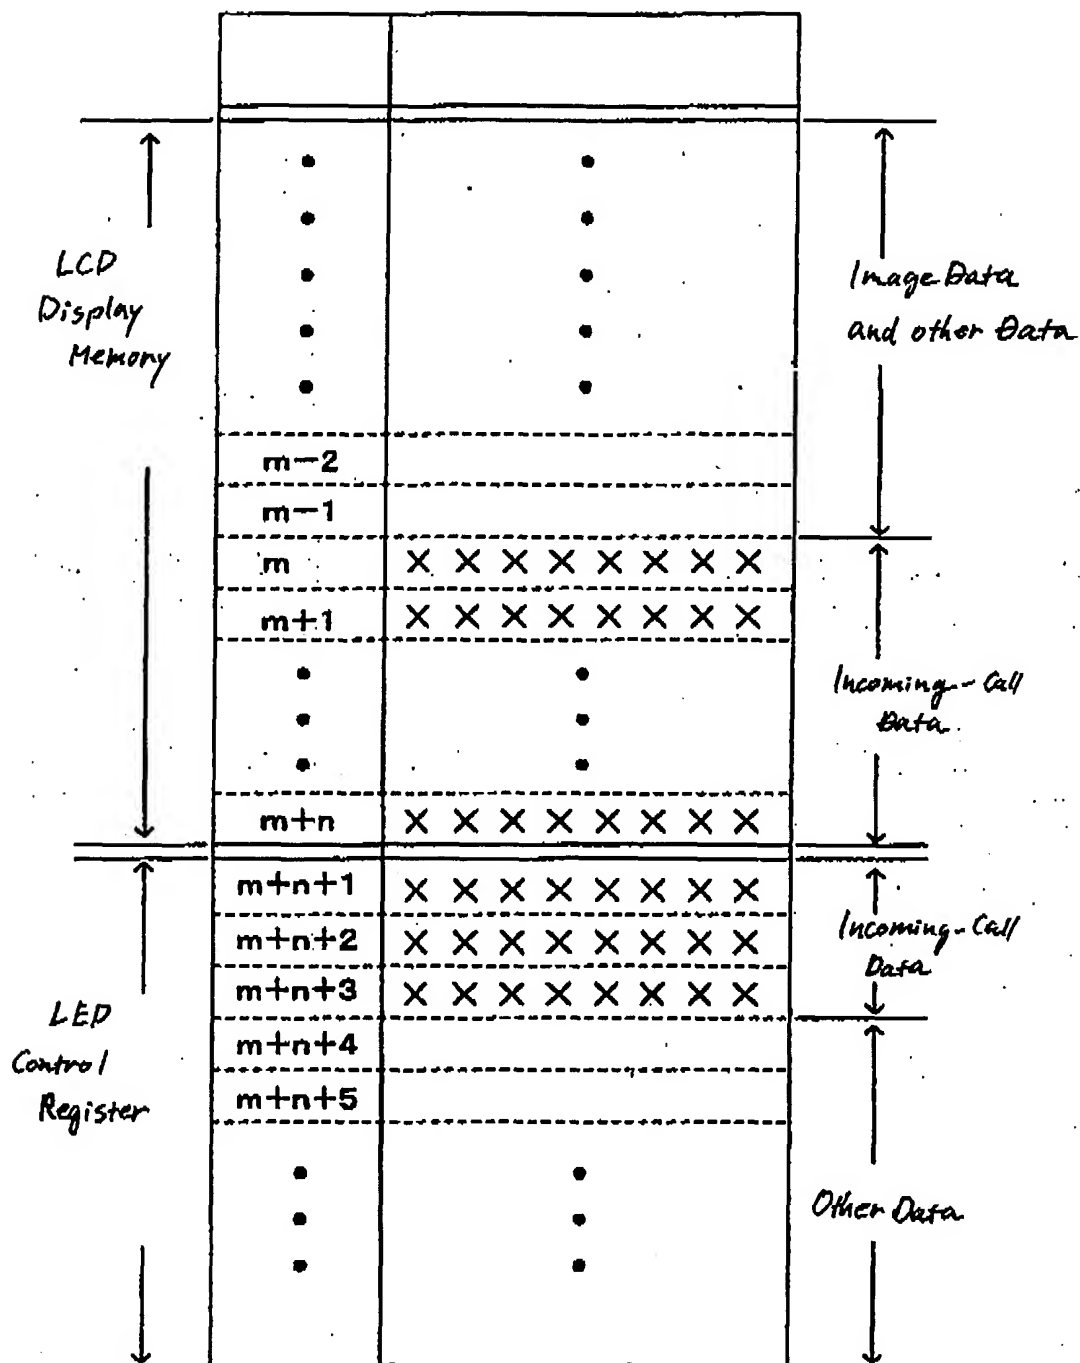 LCD
Display
Memory
Image Data
and other Data
m−2
m−1
m × × × × × × × ×
m+1 × × × × × × × ×
Incoming-Call
Data
m+n × × × × × × × ×
m+n+1 × × × × × × × ×
m+n+2 × × × × × × × ×
m+n+3 × × × × × × × ×
Incoming-Call
Data
LED
Control
Register
m+n+4
m+n+5
Other Data